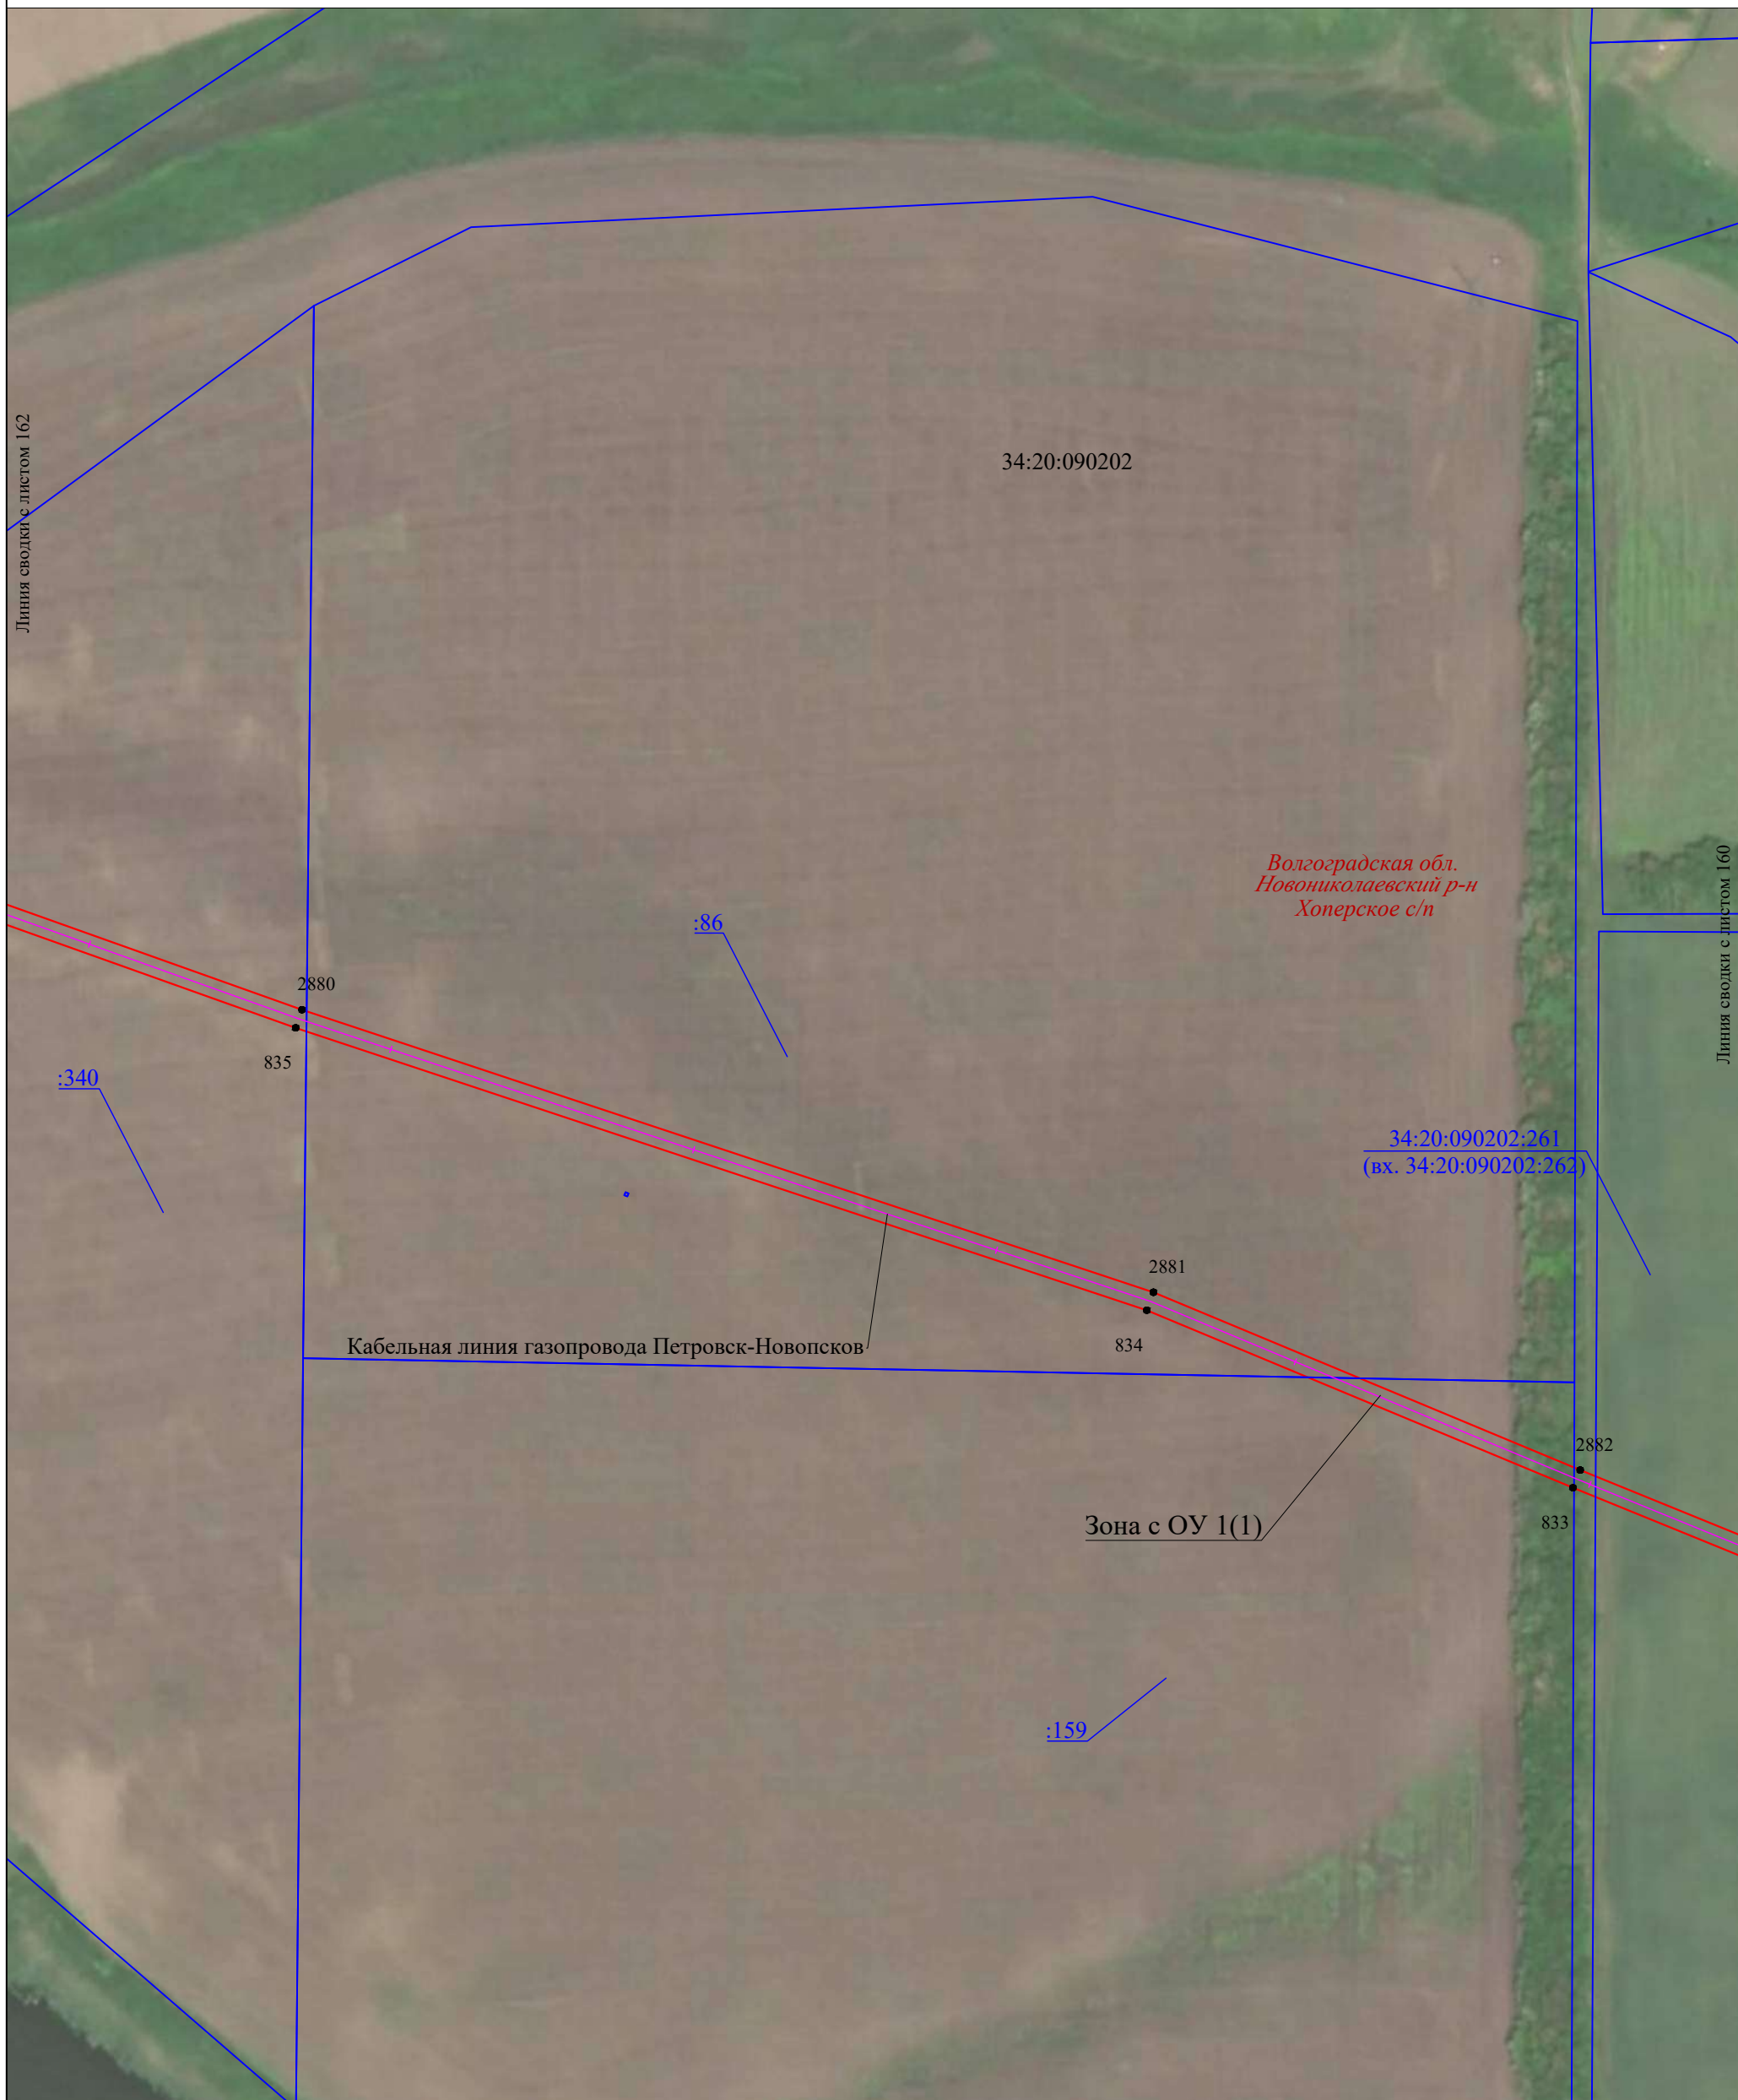 34:20:090202
Линия сводки с листом 162
Волгоградская обл.
Новониколаевский р-н
Хоперское с/п
Линия сводки с листом 160
:86
2880
835
:340
34:20:090202:261
(вх. 34:20:090202:262)
2881
834
Кабельная линия газопровода Петровск-Новопсков
2882
833
Зона с ОУ 1(1)
:159